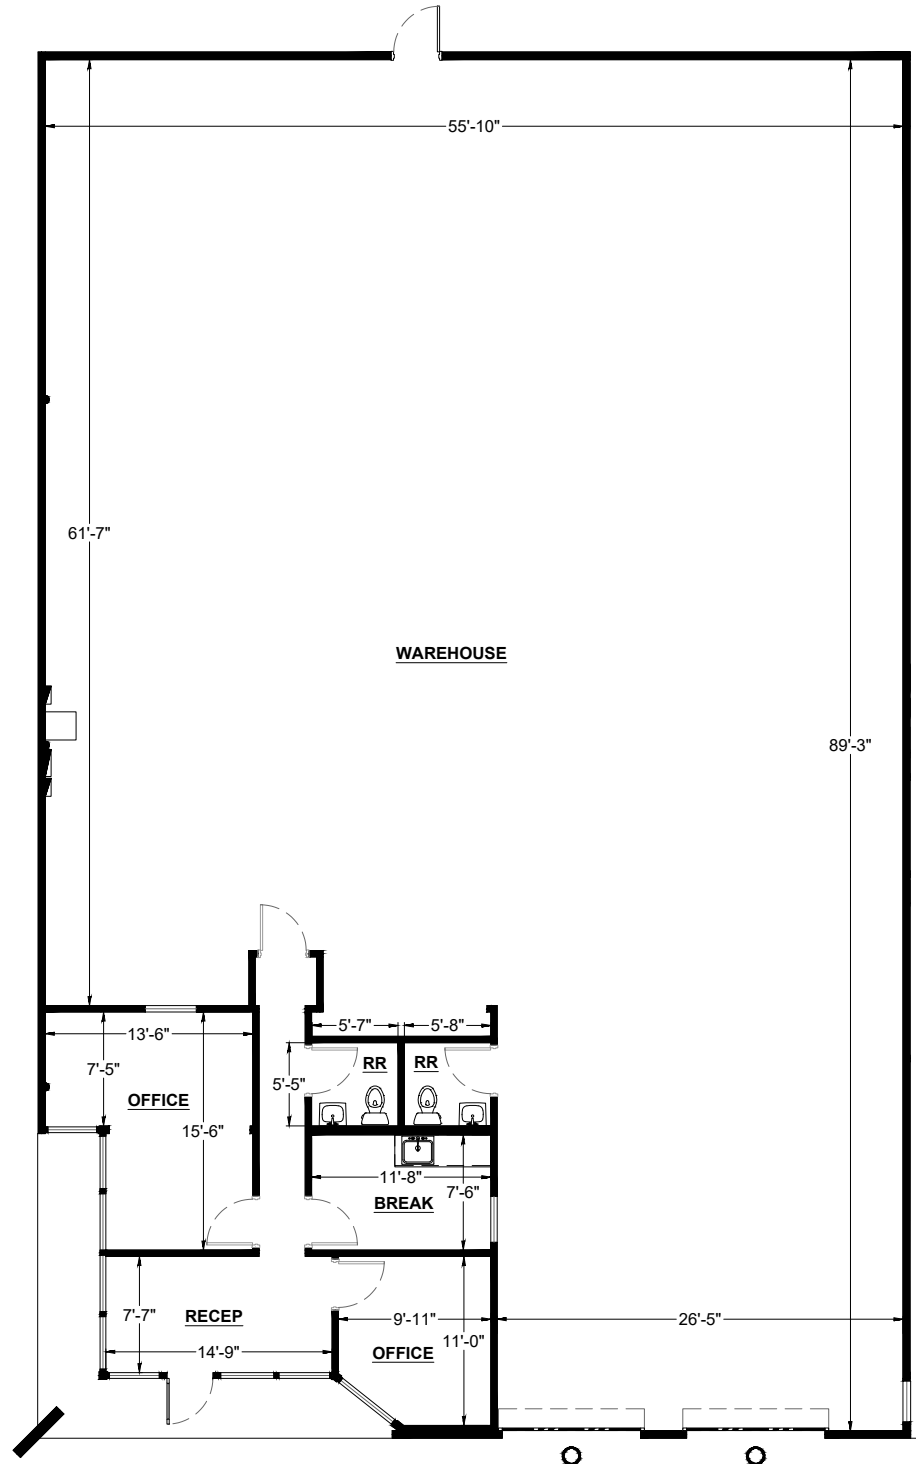 55'-10"
61'-7"
WAREHOUSE
89'-3"
5'-7"
5'-8"
13'-6"
7'-5"
RR
RR
5'-5"
OFFICE
15'-6"
11'-8"
7'-6"
BREAK
7'-7"
RECEP
9'-11"
26'-5"
11'-0"
14'-9"
OFFICE